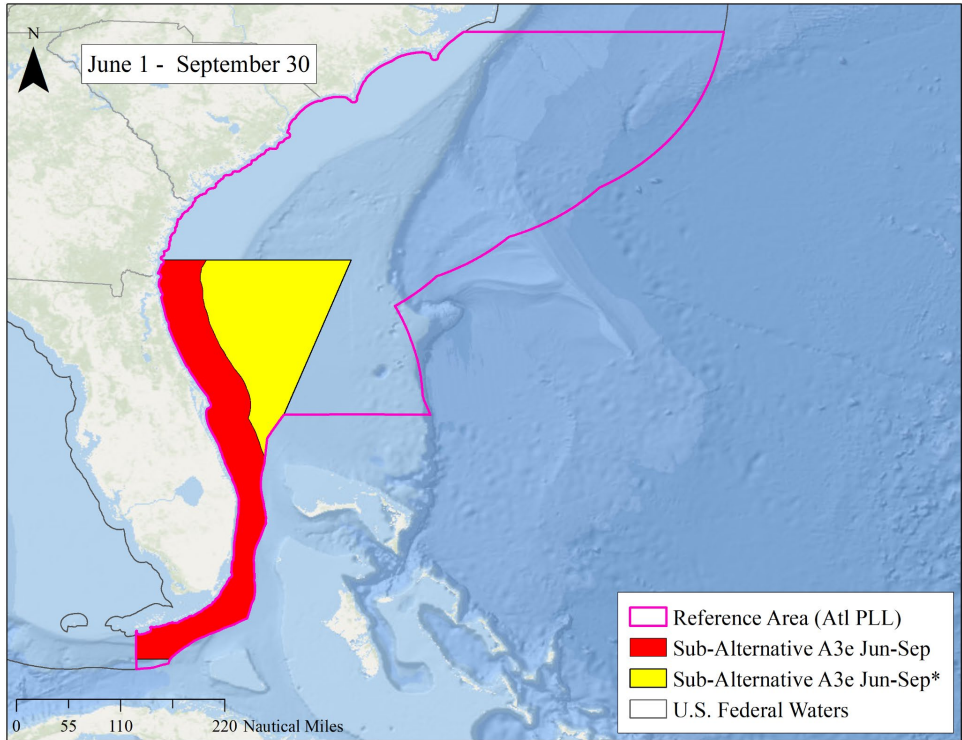 N
June 1 - September 30
Reference Area (Atl PLL)
Sub-Alternative A3e Jun-Sep
Sub-Alternative A3e Jun-Sep*
U.S. Federal Waters
0 55 110 220 Nautical Miles